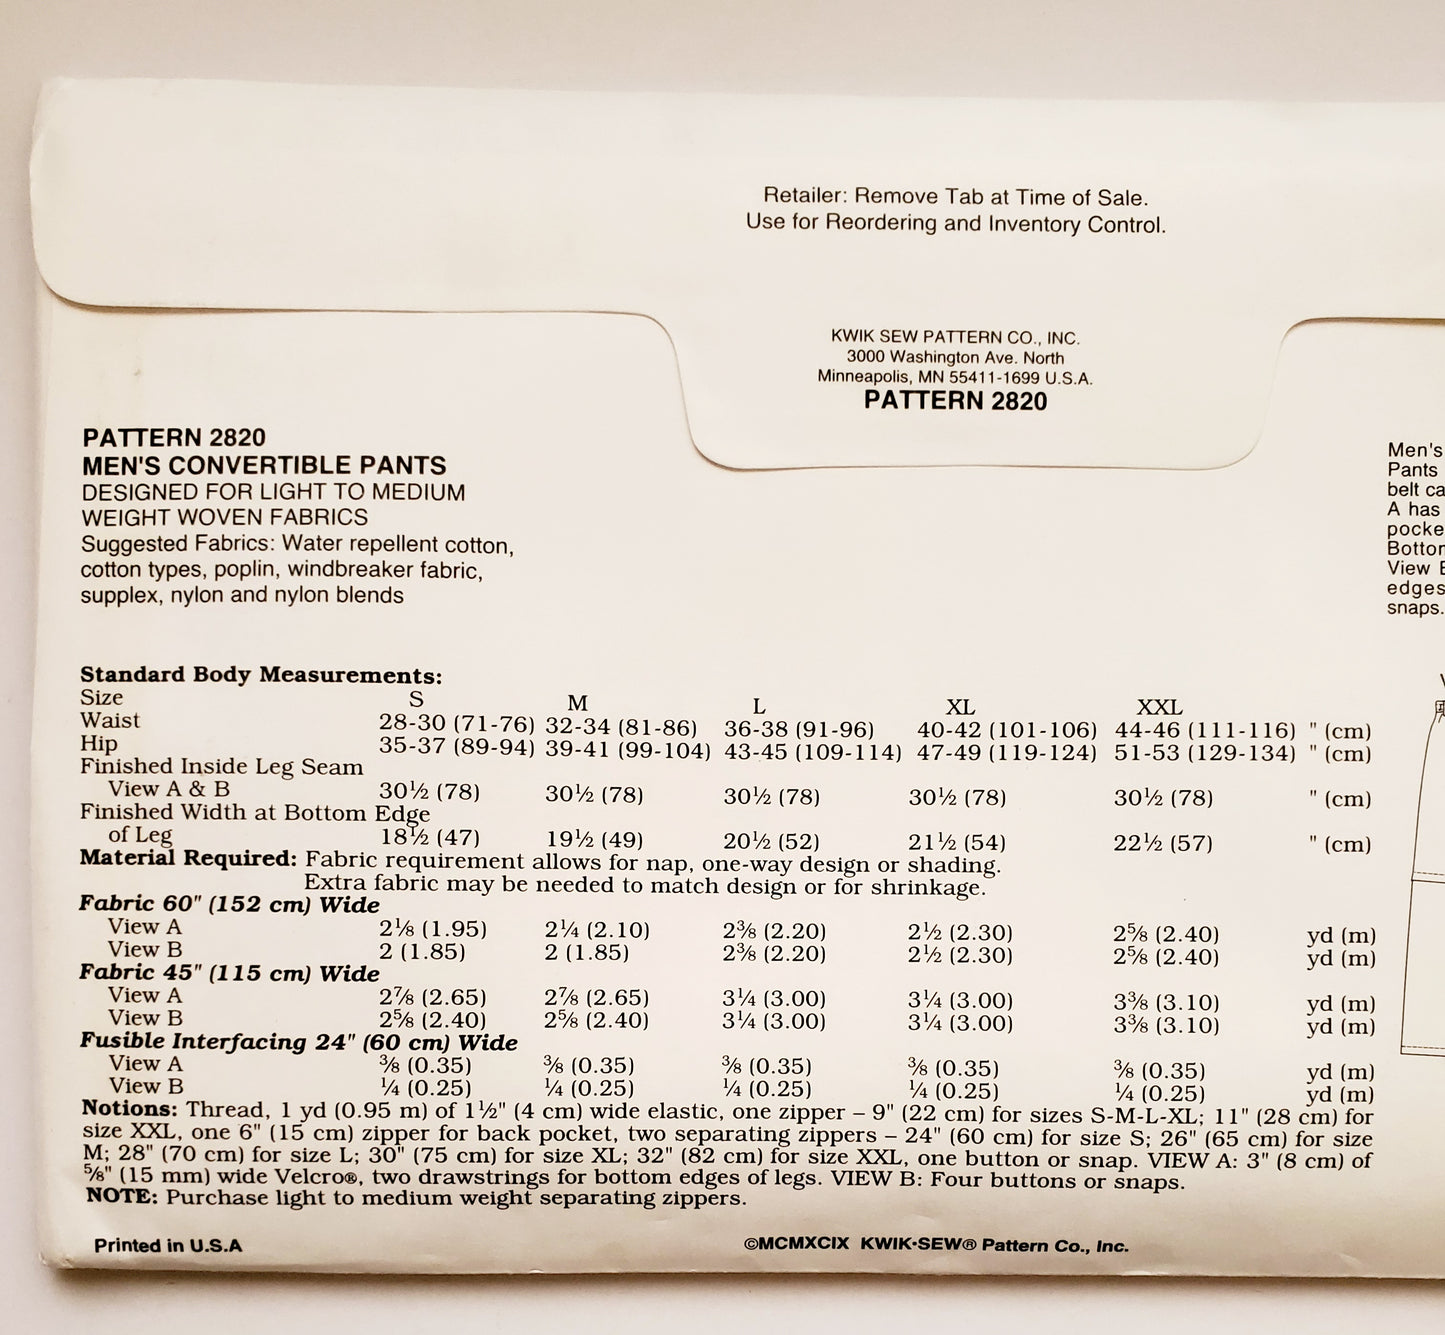 Retailer: Remove Tab at Time of Sale.
Use for Reordering and Inventory Control.
KWIK SEW PATTERN CO., INC.
3000 Washington Ave. North
Minneapolis, MN 55411-1699 U.S.A.
PATTERN 2820
PATTERN 2820
MEN'S CONVERTIBLE PANTS
DESIGNED FOR LIGHT TO MEDIUM
WEIGHT WOVEN FABRICS
Suggested Fabrics: Water repellent cotton,
cotton types, poplin, windbreaker fabric,
supplex, nylon and nylon blends
Men's
Pants
belt ca
A has
pocke
Bottor
View
edges
snaps.
Standard Body Measurements:
Size S M L XL XXL
Waist 28-30 (71-76) 32-34 (81-86) 36-38 (91-96) 40-42 (101-106) 44-46 (111-116) " (cm)
Hip 35-37 (89-94) 39-41 (99-104) 43-45 (109-114) 47-49 (119-124) 51-53 (129-134) " (cm)
Finished Inside Leg Seam
View A & B 30½ (78) 30½ (78) 30½ (78) 30½ (78) 30½ (78) " (cm)
Finished Width at Bottom Edge
of Leg 18½ (47) 19½ (49) 20½ (52) 21½ (54) 22½ (57) " (cm)
Material Required: Fabric requirement allows for nap, one-way design or shading.
Extra fabric may be needed to match design or for shrinkage.
Fabric 60" (152 cm) Wide
View A 2⅛ (1.95) 2¼ (2.10) 2⅜ (2.20) 2½ (2.30) 2⅝ (2.40) yd (m)
View B 2 (1.85) 2 (1.85) 2⅜ (2.20) 2½ (2.30) 2⅝ (2.40) yd (m)
Fabric 45" (115 cm) Wide
View A 2⅞ (2.65) 2⅞ (2.65) 3¼ (3.00) 3¼ (3.00) 3⅜ (3.10) yd (m)
View B 2⅝ (2.40) 2⅝ (2.40) 3¼ (3.00) 3¼ (3.00) 3⅜ (3.10) yd (m)
Fusible Interfacing 24" (60 cm) Wide
View A ⅜ (0.35) ⅜ (0.35) ⅜ (0.35) ⅜ (0.35) ⅜ (0.35) yd (m)
View B ¼ (0.25) ¼ (0.25) ¼ (0.25) ¼ (0.25) ¼ (0.25) yd (m)
Notions: Thread, 1 yd (0.95 m) of 1½" (4 cm) wide elastic, one zipper – 9" (22 cm) for sizes S-M-L-XL; 11" (28 cm) for
size XXL, one 6" (15 cm) zipper for back pocket, two separating zippers – 24" (60 cm) for size S; 26" (65 cm) for size
M; 28" (70 cm) for size L; 30" (75 cm) for size XL; 32" (82 cm) for size XXL, one button or snap. VIEW A: 3" (8 cm) of
⅝" (15 mm) wide Velcro®, two drawstrings for bottom edges of legs. VIEW B: Four buttons or snaps.
NOTE: Purchase light to medium weight separating zippers.
Printed in U.S.A ©MCMXCIX KWIK•SEW® Pattern Co., Inc.